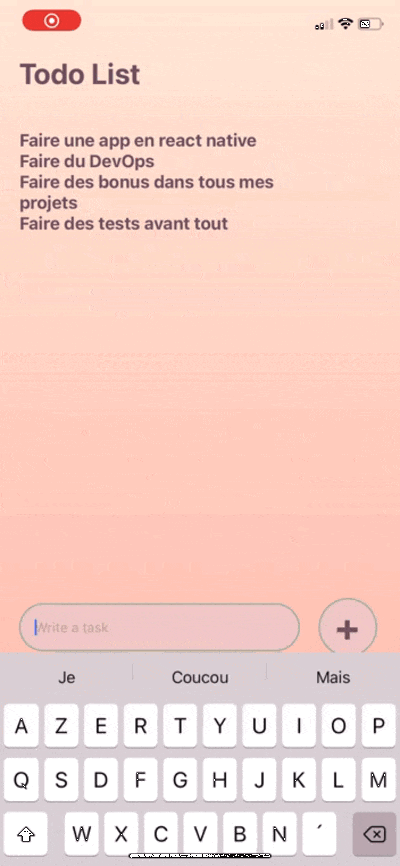 Todo List
Faire une app en react native
Faire du DevOps
Faire des bonus dans tous mes
projets
Faire des tests avant tout
Write a task
+
Je Coucou Mais
A Z E R T Y U I O P
Q S D F G H J K L M
W X C V B N ´